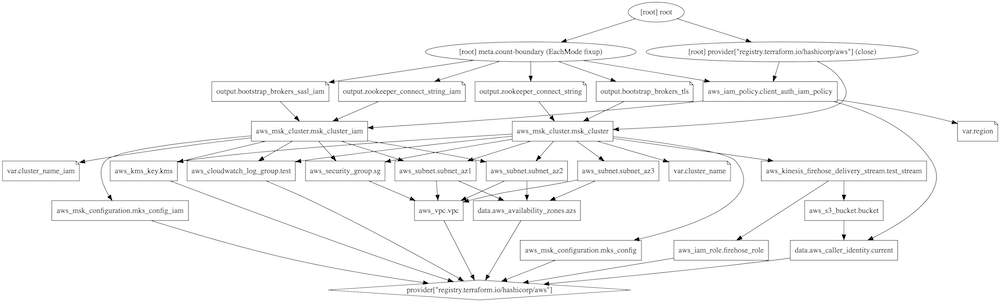 [root] root
[root] meta.count-boundary (EachMode fixup)
[root] provider["registry.terraform.io/hashicorp/aws"] (close)
output.bootstrap_brokers_sasl_iam
output.zookeeper_connect_string_iam
output.zookeeper_connect_string
output.bootstrap_brokers_tls
aws_iam_policy.client_auth_iam_policy
aws_msk_cluster.msk_cluster_iam
aws_msk_cluster.msk_cluster
var.region
var.cluster_name_iam
aws_kms_key.kms
aws_cloudwatch_log_group.test
aws_security_group.sg
aws_subnet.subnet_az1
aws_subnet.subnet_az2
aws_subnet.subnet_az3
var.cluster_name
aws_kinesis_firehose_delivery_stream.test_stream
aws_msk_configuration.mks_config_iam
aws_vpc.vpc
data.aws_availability_zones.azs
aws_s3_bucket.bucket
aws_msk_configuration.mks_config
aws_iam_role.firehose_role
data.aws_caller_identity.current
provider["registry.terraform.io/hashicorp/aws"]